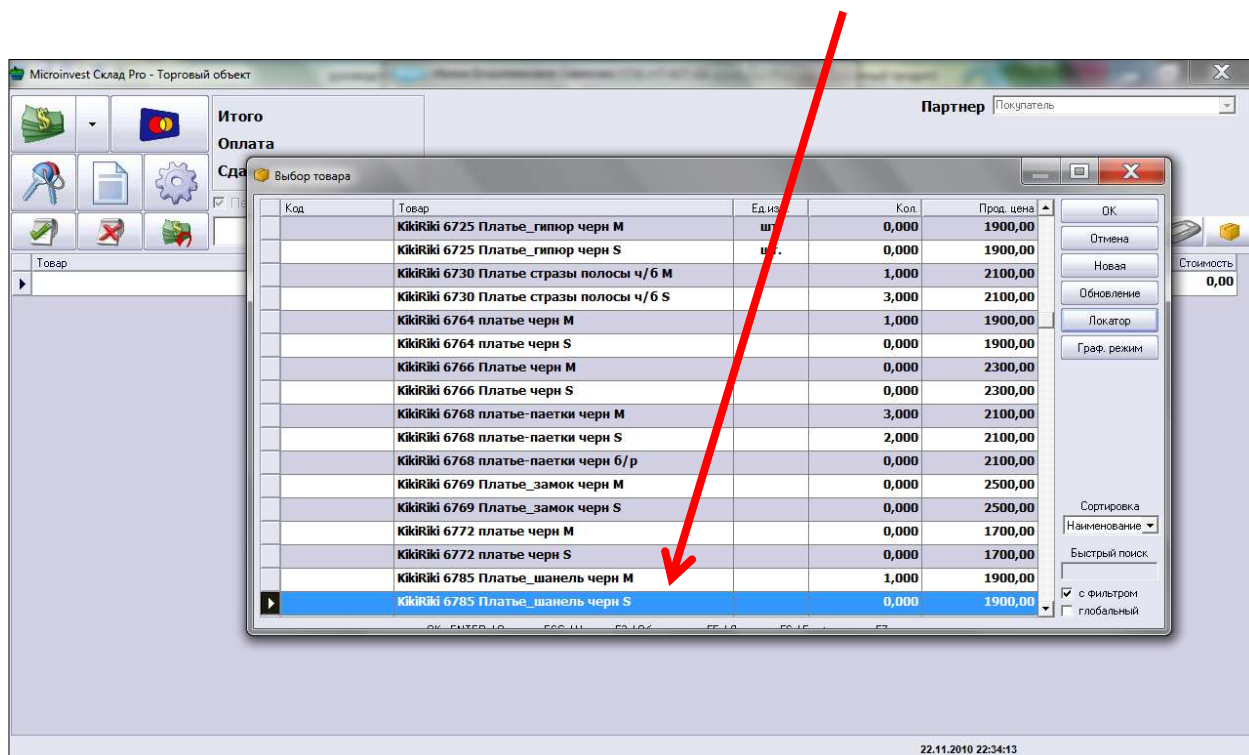 Microinvest Склад Pro - Торговый объект
Итого
Партнер Покупатель
Оплата
Сда
Выбор товара
Код Товар Кол. Прод. цена
OK
KikiRiki 6725 Платье_гипюр черн M 0,000 1900,00
Отмена
KikiRiki 6725 Платье_гипюр черн S 0,000 1900,00
Товар
Новая
Стоимость
KikiRiki 6730 Платье стразы полосы ч/б M 1,000 2100,00
0,00
KikiRiki 6730 Платье стразы полосы ч/б S 3,000 2100,00
Обновление
KikiRiki 6764 платье черн M 1,000 1900,00
Локатор
KikiRiki 6764 платье черн S 0,000 1900,00
Граф. режим
KikiRiki 6766 Платье черн M 0,000 2300,00
KikiRiki 6766 Платье черн S 0,000 2300,00
KikiRiki 6768 платье-паетки черн M 3,000 2100,00
KikiRiki 6768 платье-паетки черн S 2,000 2100,00
KikiRiki 6768 платье-паетки черн б/р 0,000 2100,00
KikiRiki 6769 Платье_замок черн M 0,000 2500,00
KikiRiki 6769 Платье_замок черн S 0,000 2500,00
Сортировка
KikiRiki 6772 платье черн M 0,000 1700,00
Наименование
KikiRiki 6772 платье черн S 0,000 1700,00
Быстрый поиск
KikiRiki 6785 Платье_шанель черн M 1,000 1900,00
с фильтром
KikiRiki 6785 Платье_шанель черн S 0,000 1900,00
глобальный
22.11.2010 22:34:13